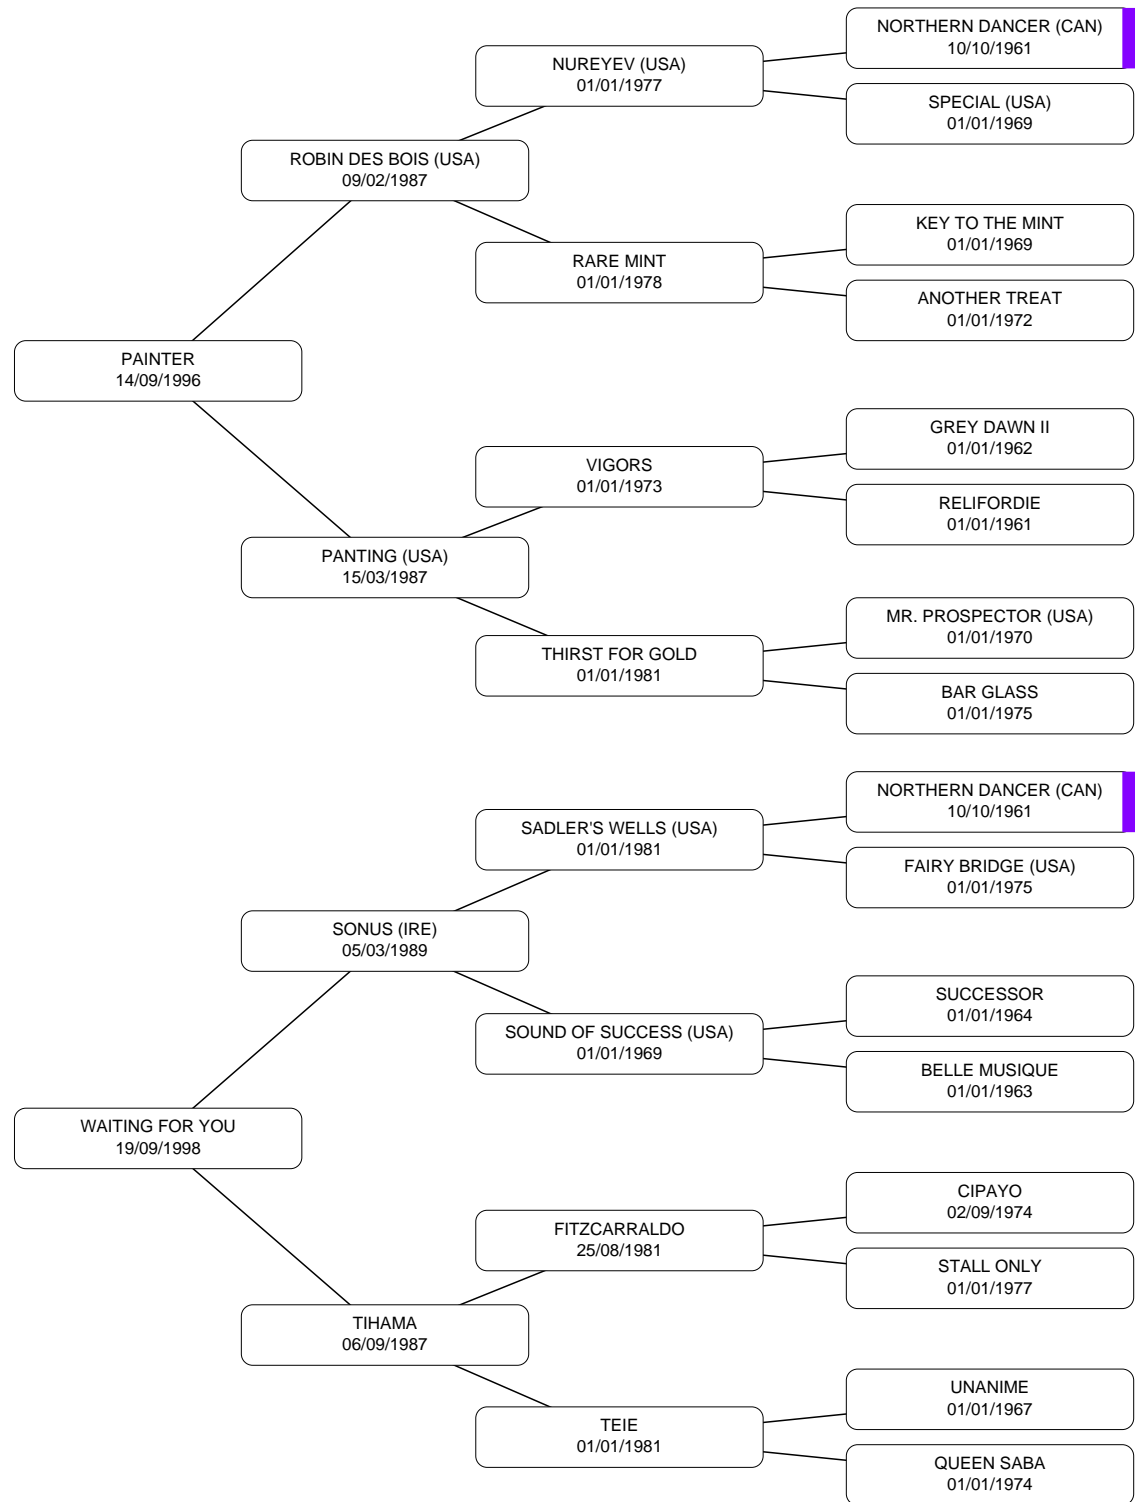 NORTHERN DANCER (CAN)
10/10/1961
NUREYEV (USA)
01/01/1977
SPECIAL (USA)
01/01/1969
ROBIN DES BOIS (USA)
09/02/1987
KEY TO THE MINT
01/01/1969
RARE MINT
01/01/1978
ANOTHER TREAT
01/01/1972
PAINTER
14/09/1996
GREY DAWN II
01/01/1962
VIGORS
01/01/1973
RELIFORDIE
01/01/1961
PANTING (USA)
15/03/1987
MR. PROSPECTOR (USA)
01/01/1970
THIRST FOR GOLD
01/01/1981
BAR GLASS
01/01/1975
NORTHERN DANCER (CAN)
10/10/1961
SADLER'S WELLS (USA)
01/01/1981
FAIRY BRIDGE (USA)
01/01/1975
SONUS (IRE)
05/03/1989
SUCCESSOR
01/01/1964
SOUND OF SUCCESS (USA)
01/01/1969
BELLE MUSIQUE
01/01/1963
WAITING FOR YOU
19/09/1998
CIPAYO
02/09/1974
FITZCARRALDO
25/08/1981
STALL ONLY
01/01/1977
TIHAMA
06/09/1987
UNANIME
01/01/1967
TEIE
01/01/1981
QUEEN SABA
01/01/1974